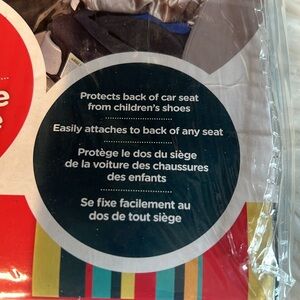 Protects back of car seat
from children's shoes
Easily attaches to back of any seat
Protège le dos du siège
de la voiture des chaussures
des enfants
Se fixe facilement au
dos de tout siège